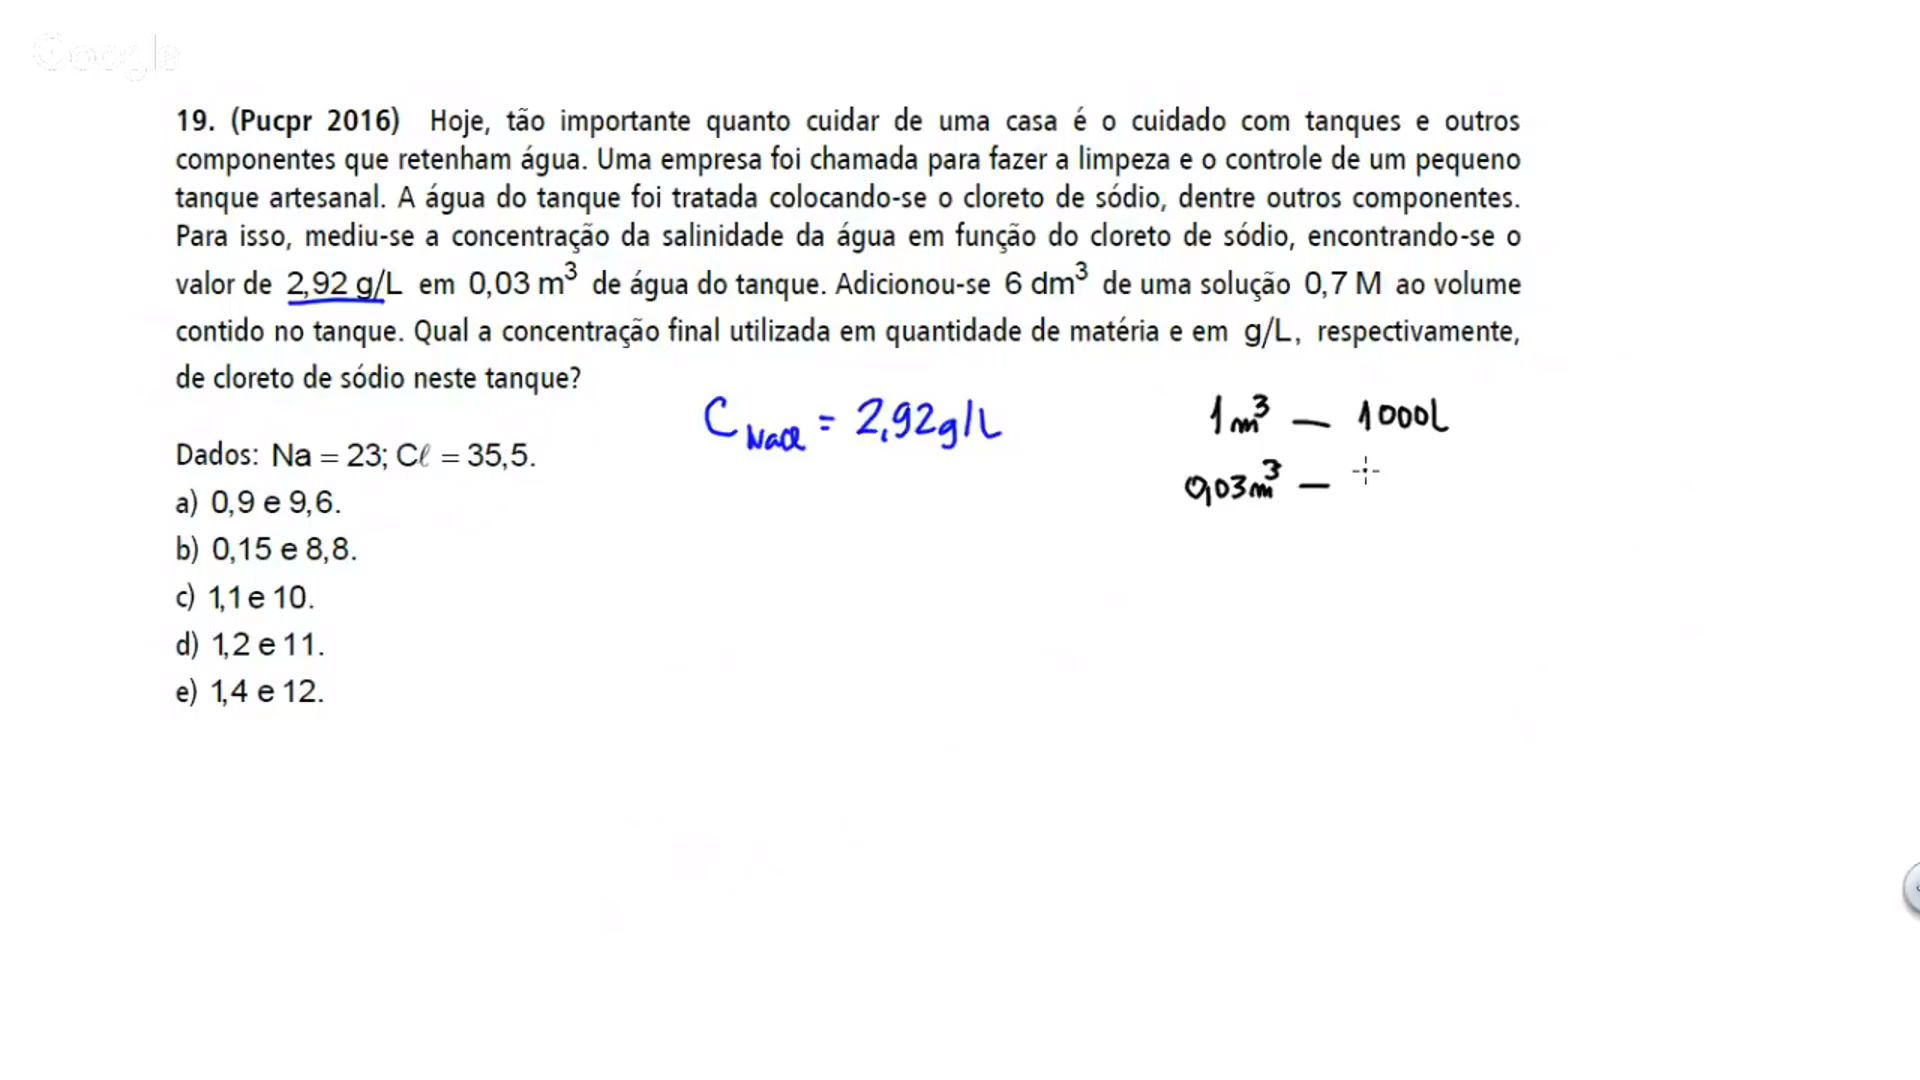 Google
19. (Pucpr 2016) Hoje, tão importante quanto cuidar de uma casa é o cuidado com tanques e outros
componentes que retenham água. Uma empresa foi chamada para fazer a limpeza e o controle de um pequeno
tanque artesanal. A água do tanque foi tratada colocando-se o cloreto de sódio, dentre outros componentes.
Para isso, mediu-se a concentração da salinidade da água em função do cloreto de sódio, encontrando-se o
valor de 2,92 g/L em 0,03 m³ de água do tanque. Adicionou-se 6 dm³ de uma solução 0,7 M ao volume
contido no tanque. Qual a concentração final utilizada em quantidade de matéria e em g/L, respectivamente,
de cloreto de sódio neste tanque?
C NaCl = 2,92g/L
1m³ — 1000L
0,03m³ —
Dados: Na = 23; Cℓ = 35,5.
a) 0,9 e 9,6.
b) 0,15 e 8,8.
c) 1,1 e 10.
d) 1,2 e 11.
e) 1,4 e 12.